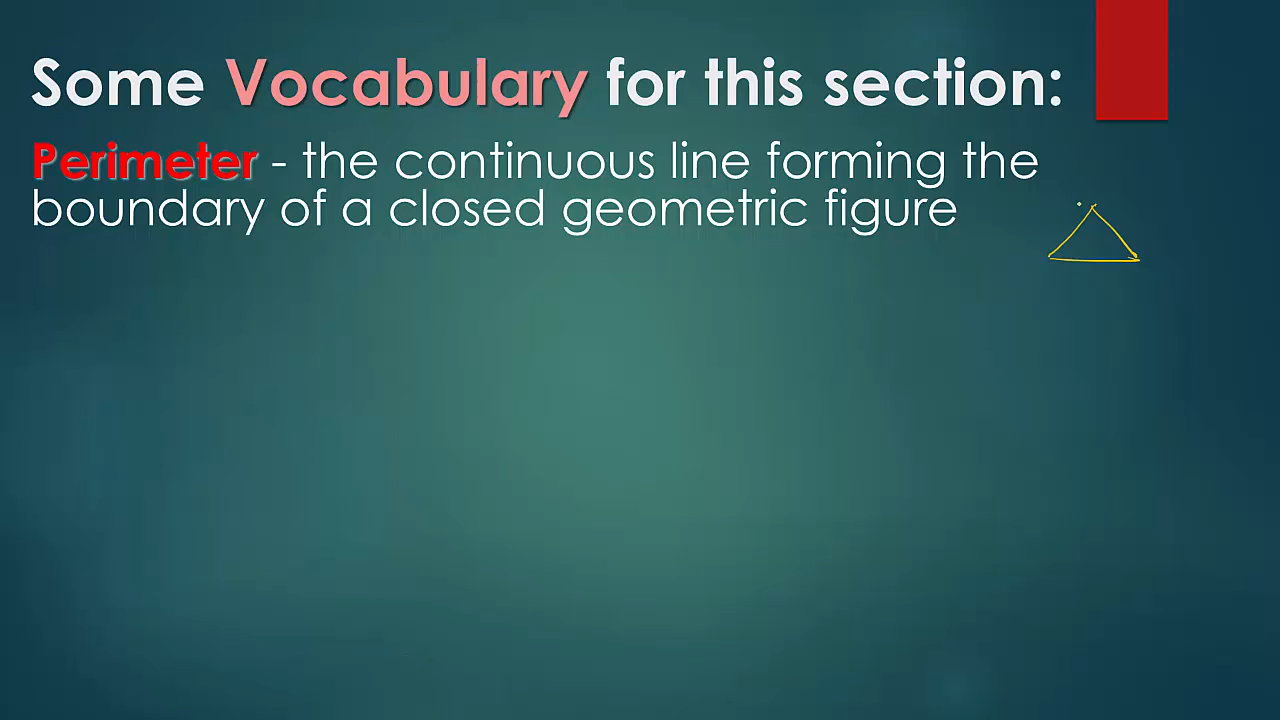 Some Vocabulary for this section:
Perimeter - the continuous line forming the
boundary of a closed geometric figure